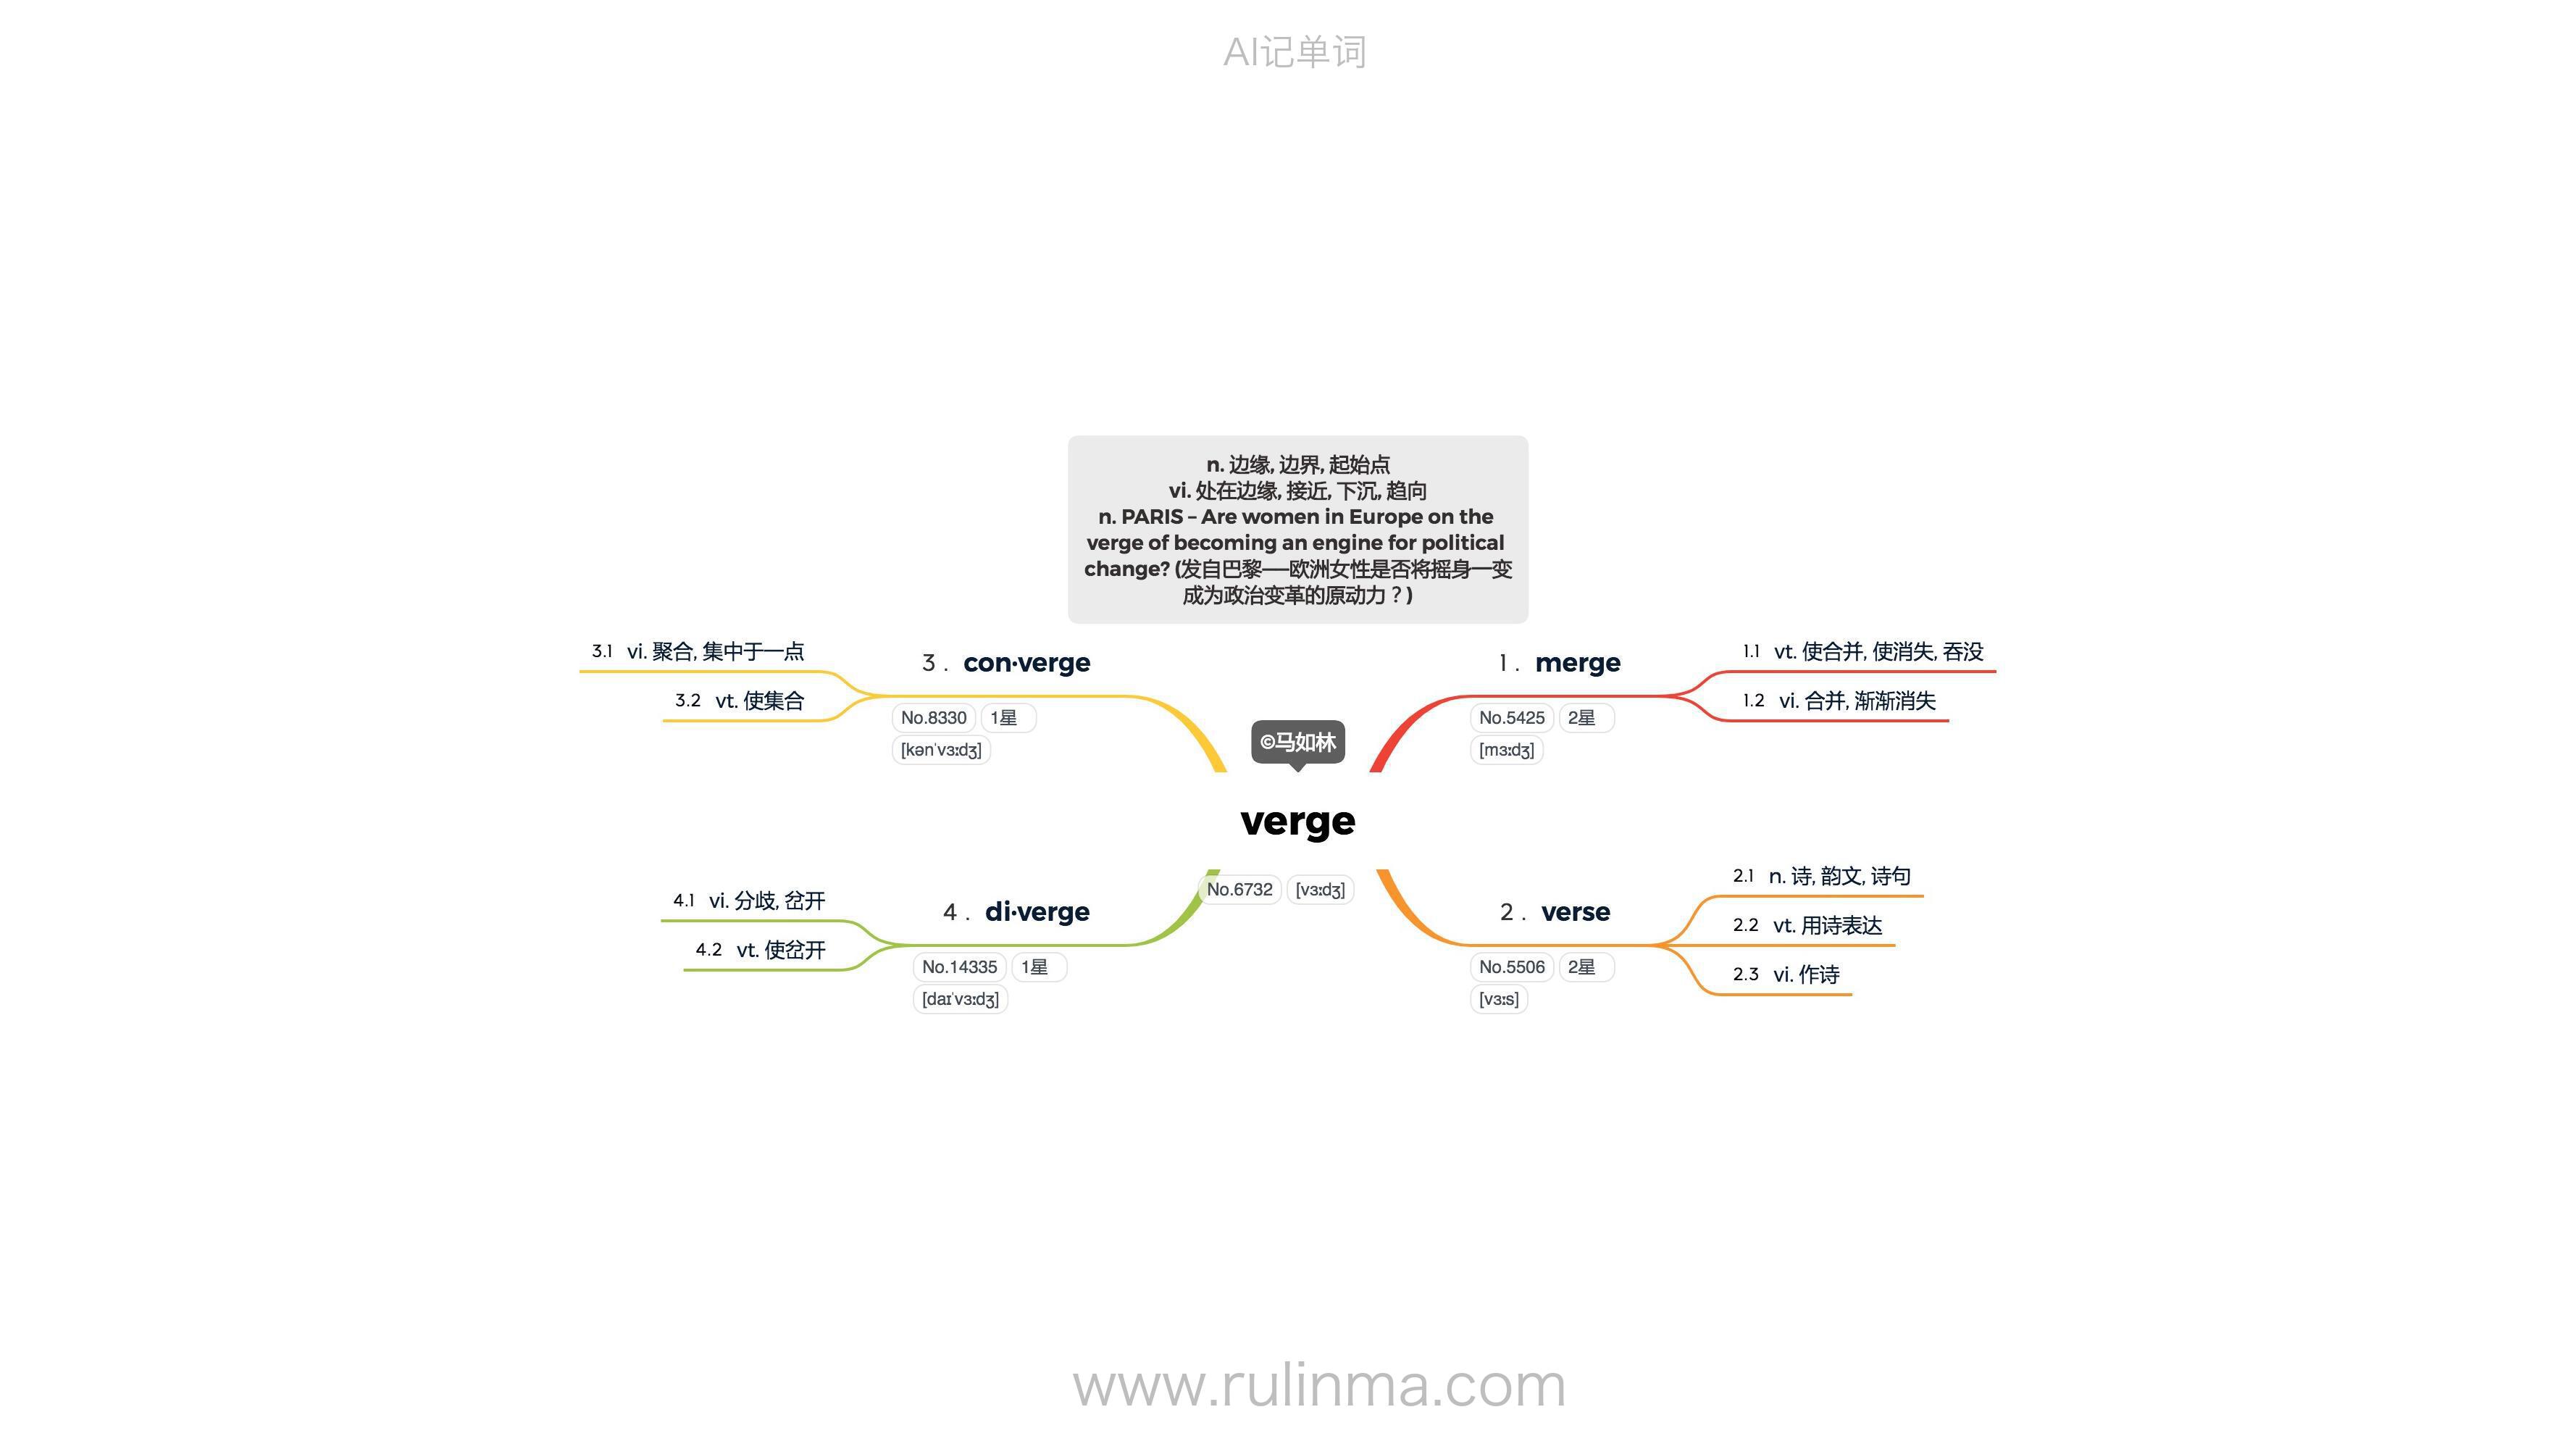 AI记单词
n. 边缘, 边界, 起始点
vi. 处在边缘, 接近, 下沉, 趋向
n. PARIS – Are women in Europe on the
verge of becoming an engine for political
change? (发自巴黎——欧洲女性是否将摇身一变
成为政治变革的原动力？)
©马如林
verge
No.6732 [vɜːdʒ]
1 . merge
No.5425 2星
[mɜːdʒ]
1.1 vt. 使合并, 使消失, 吞没
1.2 vi. 合并, 渐渐消失
2 . verse
No.5506 2星
[vɜːs]
2.1 n. 诗, 韵文, 诗句
2.2 vt. 用诗表达
2.3 vi. 作诗
3 . con·verge
No.8330 1星
[kənˈvɜːdʒ]
3.1 vi. 聚合, 集中于一点
3.2 vt. 使集合
4 . di·verge
No.14335 1星
[daɪˈvɜːdʒ]
4.1 vi. 分歧, 岔开
4.2 vt. 使岔开
www.rulinma.com